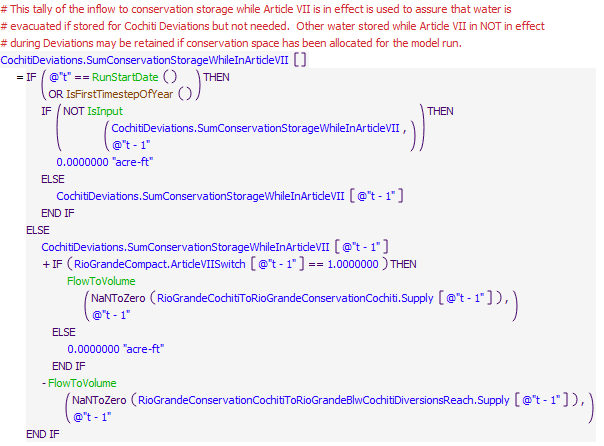 # This tally of the inflow to conservation storage while Article VII is in effect is used to assure that water is
# evacuated if stored for Cochiti Deviations but not needed.  Other water stored while Article VII in NOT in effect
# during Deviations may be retained if conservation space has been allocated for the model run.
CochitiDeviations.SumConservationStorageWhileInArticleVII [ ]
= IF ( @"t" == RunStartDate ( ) ) THEN
OR IsFirstTimestepOfYear ( )
IF ( NOT IsInput ) THEN
( CochitiDeviations.SumConservationStorageWhileInArticleVII ,
@"t - 1" )
0.0000000 "acre-ft"
ELSE
CochitiDeviations.SumConservationStorageWhileInArticleVII [ @"t - 1" ]
END IF
ELSE
CochitiDeviations.SumConservationStorageWhileInArticleVII [ @"t - 1" ]
+ IF ( RioGrandeCompact.ArticleVIISwitch [ @"t - 1" ] == 1.0000000 ) THEN
FlowToVolume
( NaNToZero ( RioGrandeCochitiToRioGrandeConservationCochiti.Supply [ @"t - 1" ] ) ,
@"t - 1" )
ELSE
0.0000000 "acre-ft"
END IF
- FlowToVolume
( NaNToZero ( RioGrandeConservationCochitiToRioGrandeBlwCochitiDiversionsReach.Supply [ @"t - 1" ] ) ,
@"t - 1" )
END IF